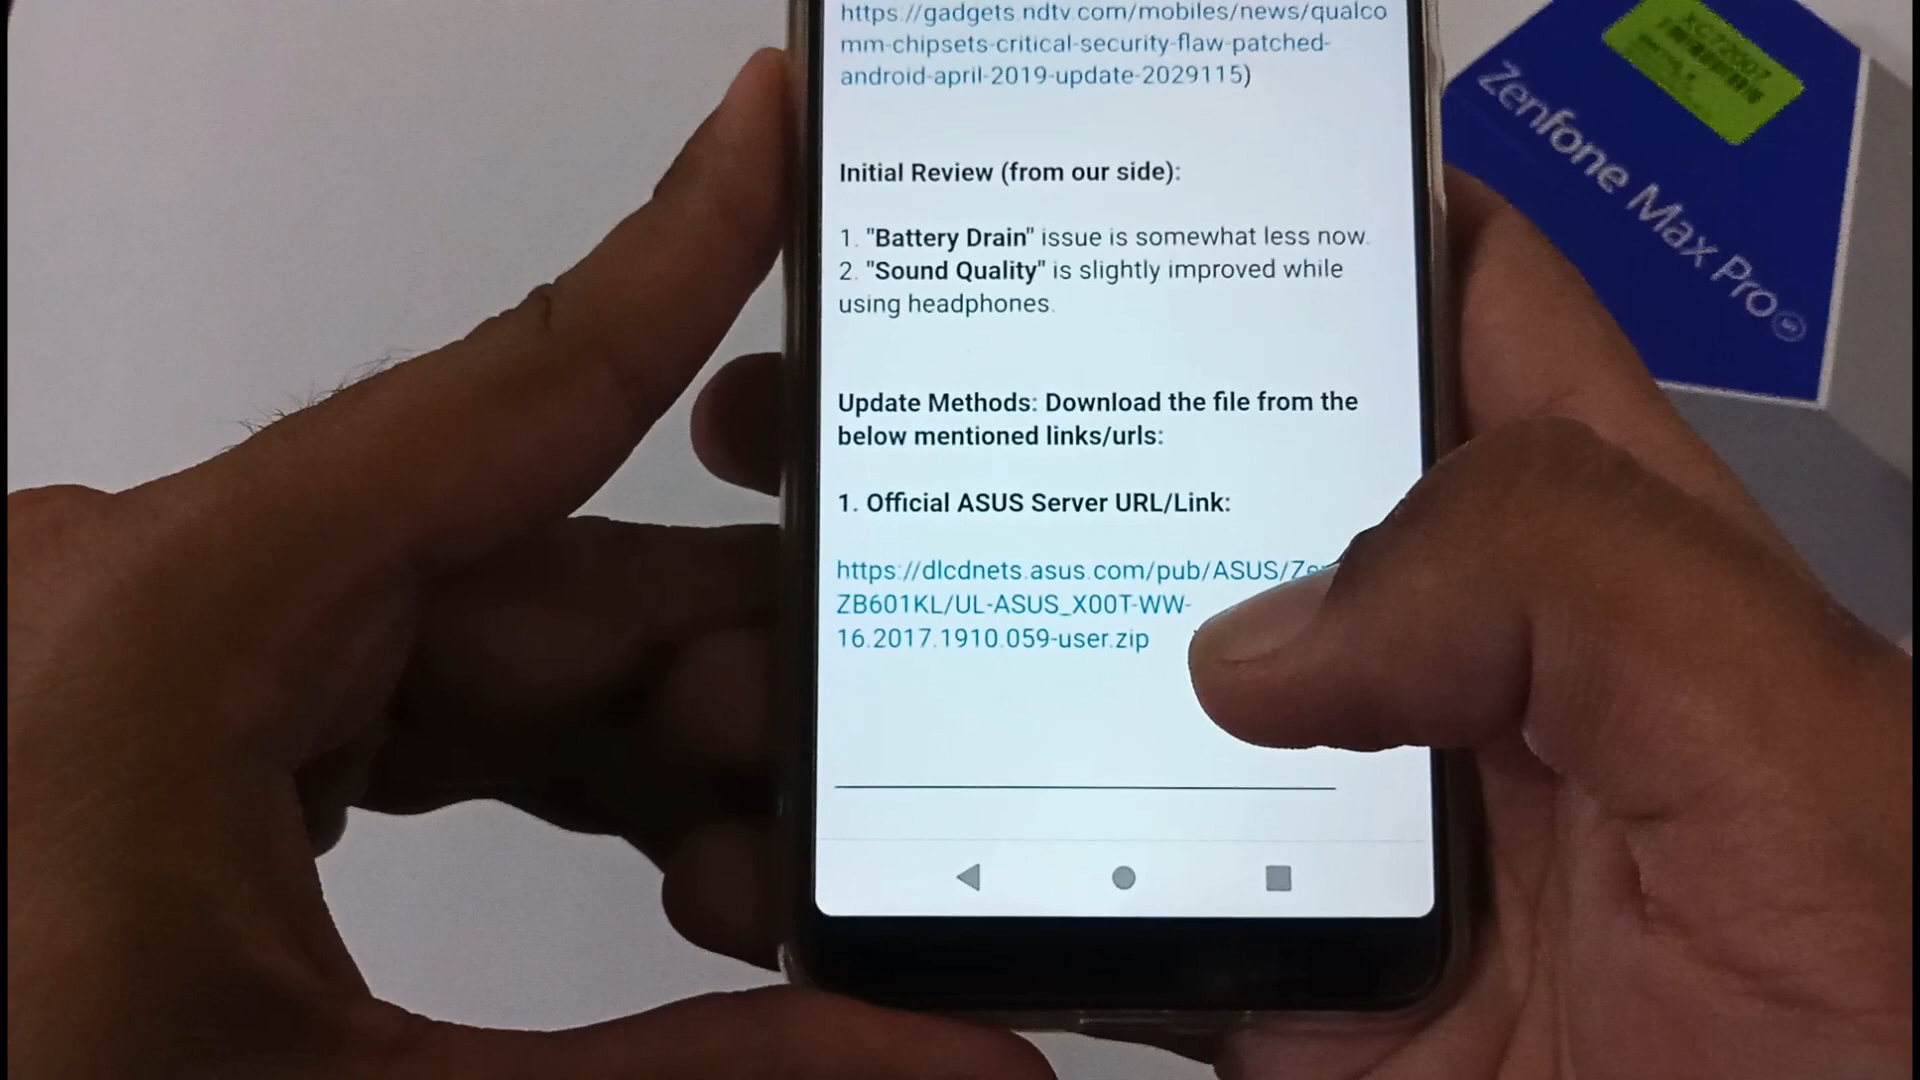 https://gadgets.ndtv.com/mobiles/news/qualco
mm-chipsets-critical-security-flaw-patched-
android-april-2019-update-2029115)
Initial Review (from our side):
1. "Battery Drain" issue is somewhat less now.
2. "Sound Quality" is slightly improved while
using headphones.
Update Methods: Download the file from the
below mentioned links/urls:
1. Official ASUS Server URL/Link:
https://dlcdnets.asus.com/pub/ASUS/Ze
ZB601KL/UL-ASUS_X00T-WW-
16.2017.1910.059-user.zip
Zenfone Max Pro